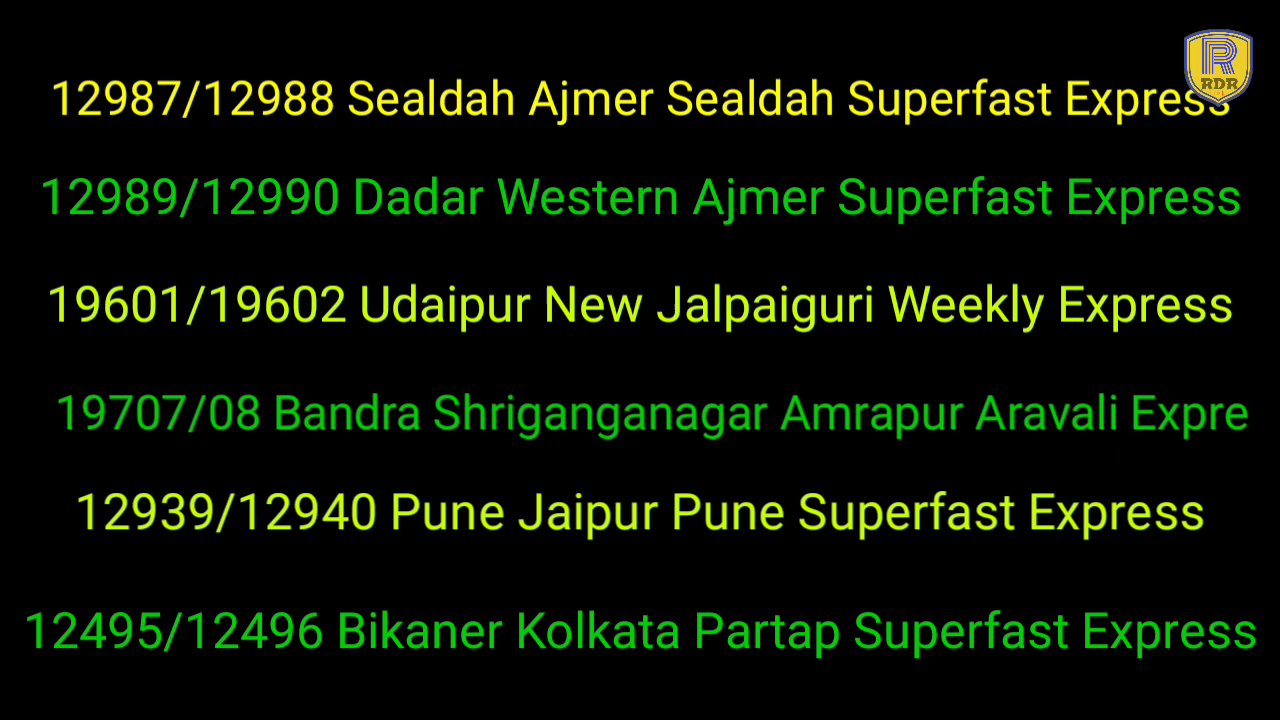 12987/12988 Sealdah Ajmer Sealdah Superfast Express
RDR
12989/12990 Dadar Western Ajmer Superfast Express
19601/19602 Udaipur New Jalpaiguri Weekly Express
19707/08 Bandra Shriganganagar Amrapur Aravali Expre
12939/12940 Pune Jaipur Pune Superfast Express
12495/12496 Bikaner Kolkata Partap Superfast Express